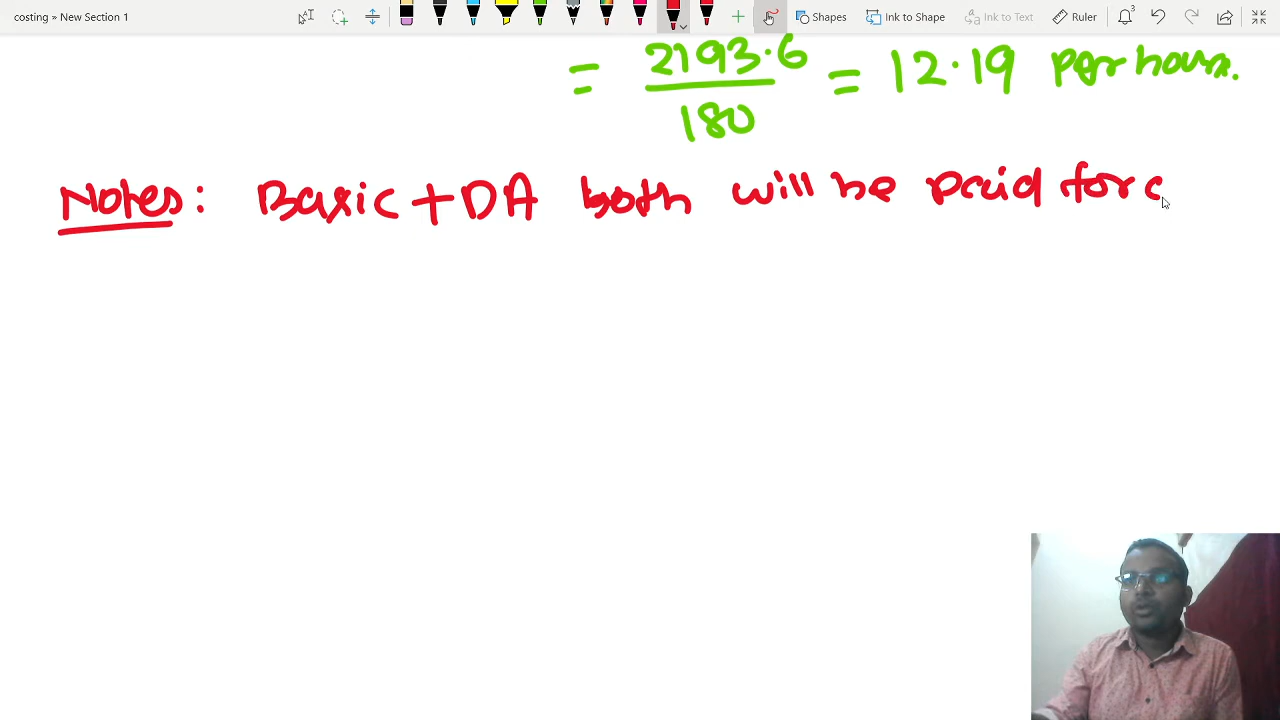 costing » New Section 1
Shapes
Ink to Shape
Ink to Text
Ruler
= 2193.6 / 180 = 12.19 per hour.
Notes: Basic + DA both will be paid for